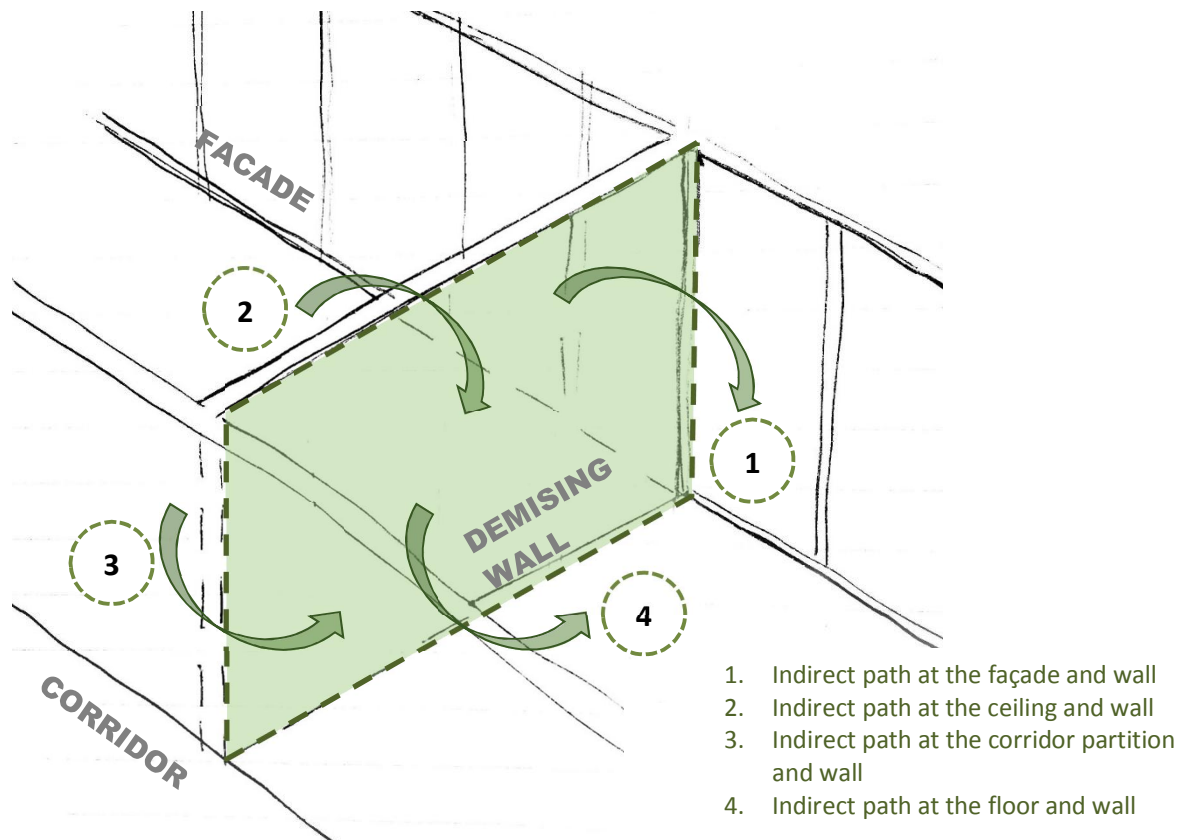 FACADE
2
1
DEMISING
WALL
3
4
CORRIDOR
1. Indirect path at the façade and wall
2. Indirect path at the ceiling and wall
3. Indirect path at the corridor partition
and wall
4. Indirect path at the floor and wall